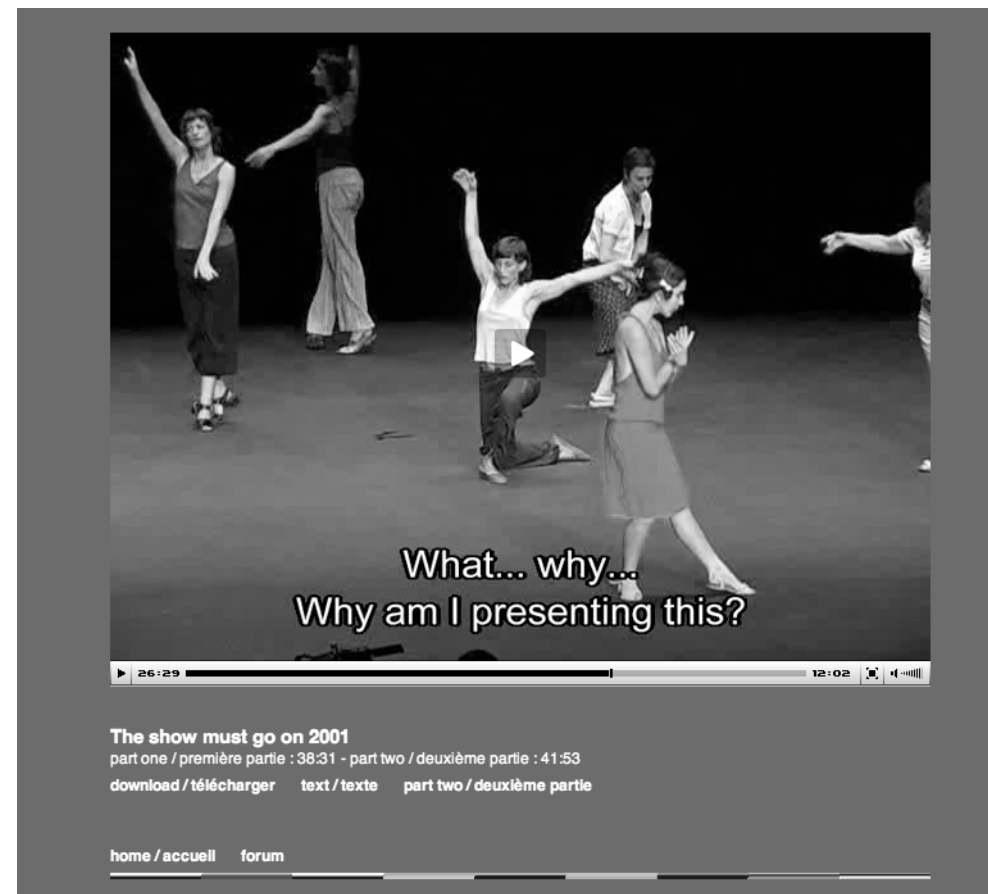 What... why...
Why am I presenting this?
26:29 12:02
The show must go on 2001
part one / première partie : 38:31 - part two / deuxième partie : 41:53
download / télécharger text / texte part two / deuxième partie
home / accueil forum